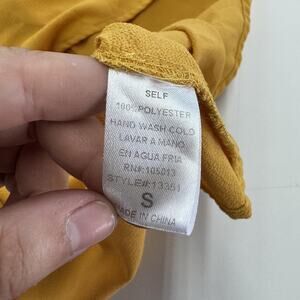 SELF
100% POLYESTER
HAND WASH COLD
LAVAR A MANO
EN AGUA FRIA
RN#: 105013
STYLE#:13351
S
MADE IN CHINA